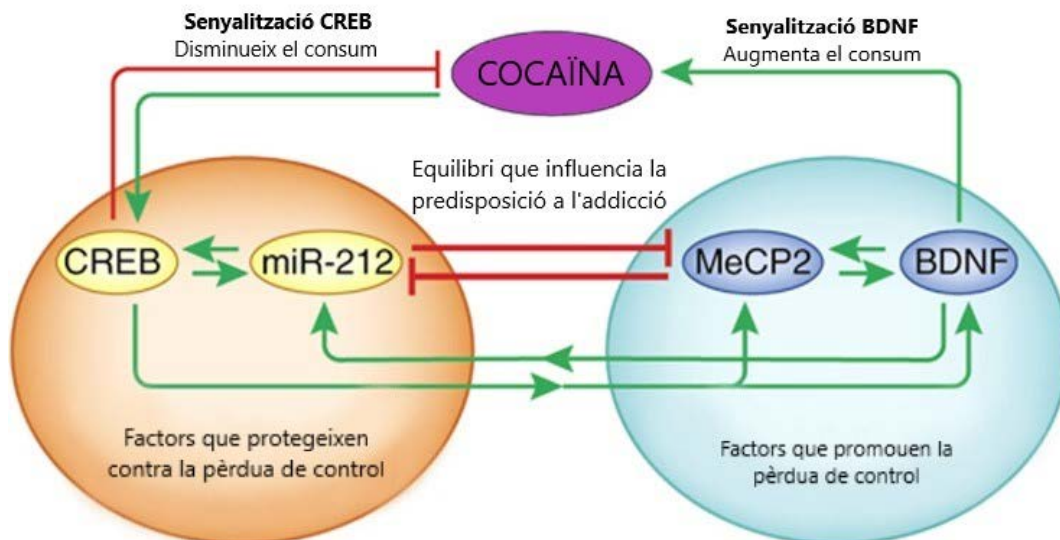 Senyalització CREB
Disminueix el consum
COCAÏNA
Senyalització BDNF
Augmenta el consum
Equilibri que influencia la
predisposició a l'addicció
CREB
miR-212
MeCP2
BDNF
Factors que protegeixen
contra la pèrdua de control
Factors que promouen la
pèrdua de control